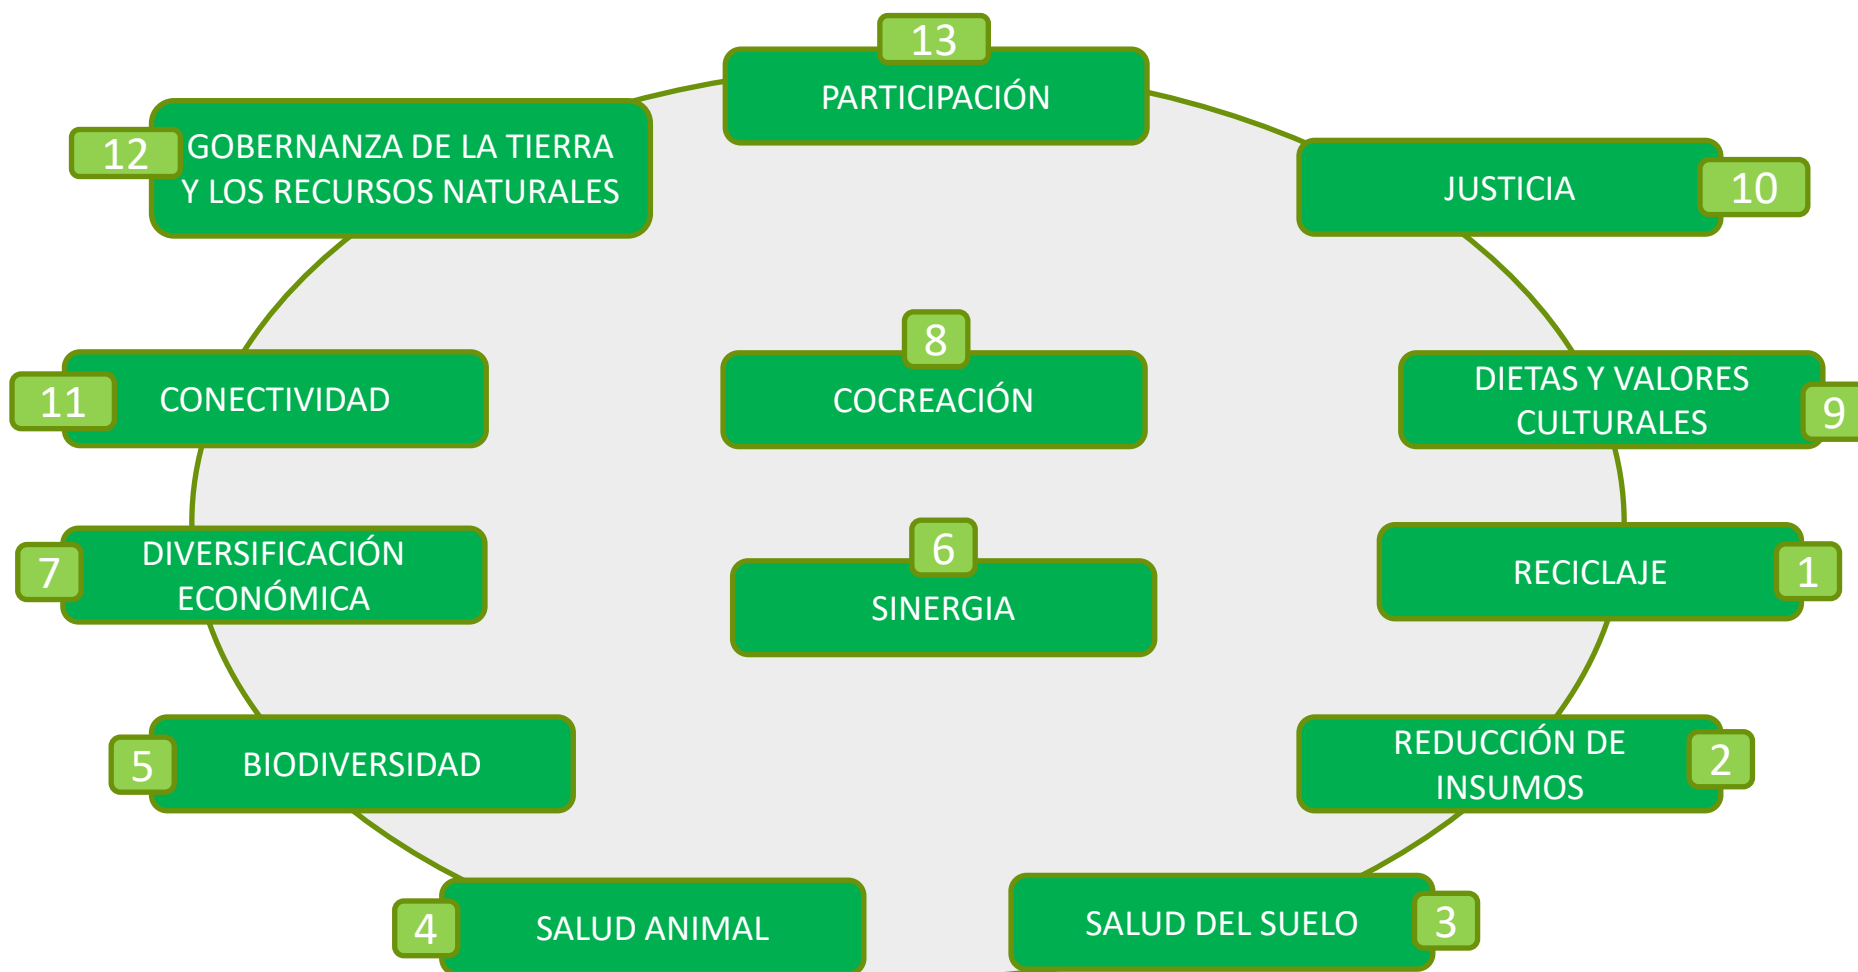 13
PARTICIPACIÓN
12
GOBERNANZA DE LA TIERRA
Y LOS RECURSOS NATURALES
JUSTICIA
10
8
COCREACIÓN
11
CONECTIVIDAD
DIETAS Y VALORES
CULTURALES
9
6
SINERGIA
7
DIVERSIFICACIÓN
ECONÓMICA
RECICLAJE
1
5
BIODIVERSIDAD
REDUCCIÓN DE
INSUMOS
2
4
SALUD ANIMAL
SALUD DEL SUELO
3